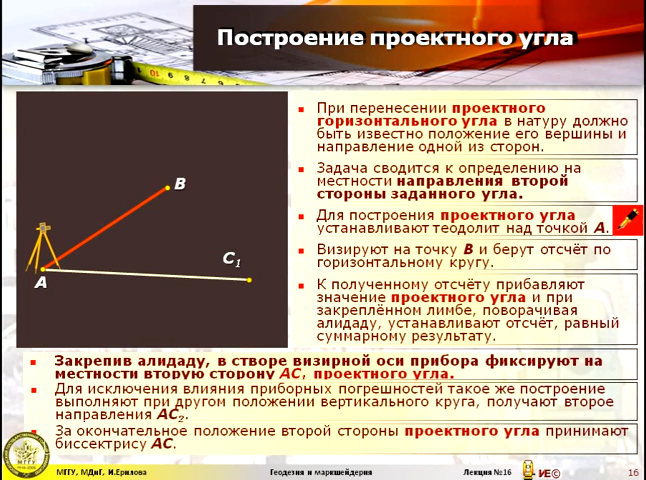 Построение проектного угла
B
C1
A
При перенесении проектного
горизонтального угла в натуру должно
быть известно положение его вершины и
направление одной из сторон.
Задача сводится к определению на
местности направления второй
стороны заданного угла.
Для построения проектного угла
устанавливают теодолит над точкой А.
Визируют на точку В и берут отсчёт по
горизонтальному кругу.
К полученному отсчёту прибавляют
значение проектного угла и при
закреплённом лимбе, поворачивая
алидаду, устанавливают отсчёт, равный
суммарному результату.
Закрепив алидаду, в створе визирной оси прибора фиксируют на
местности вторую сторону АС, проектного угла.
Для исключения влияния приборных погрешностей такое же построение
выполняют при другом положении вертикального круга, получают второе
направления АС2.
За окончательное положение второй стороны проектного угла принимают
биссектрису АС.
МГГУ, МДиГ, И.Ерилова
Геодезия и маркшейдерия
Лекция №16
- ИЕ©
16